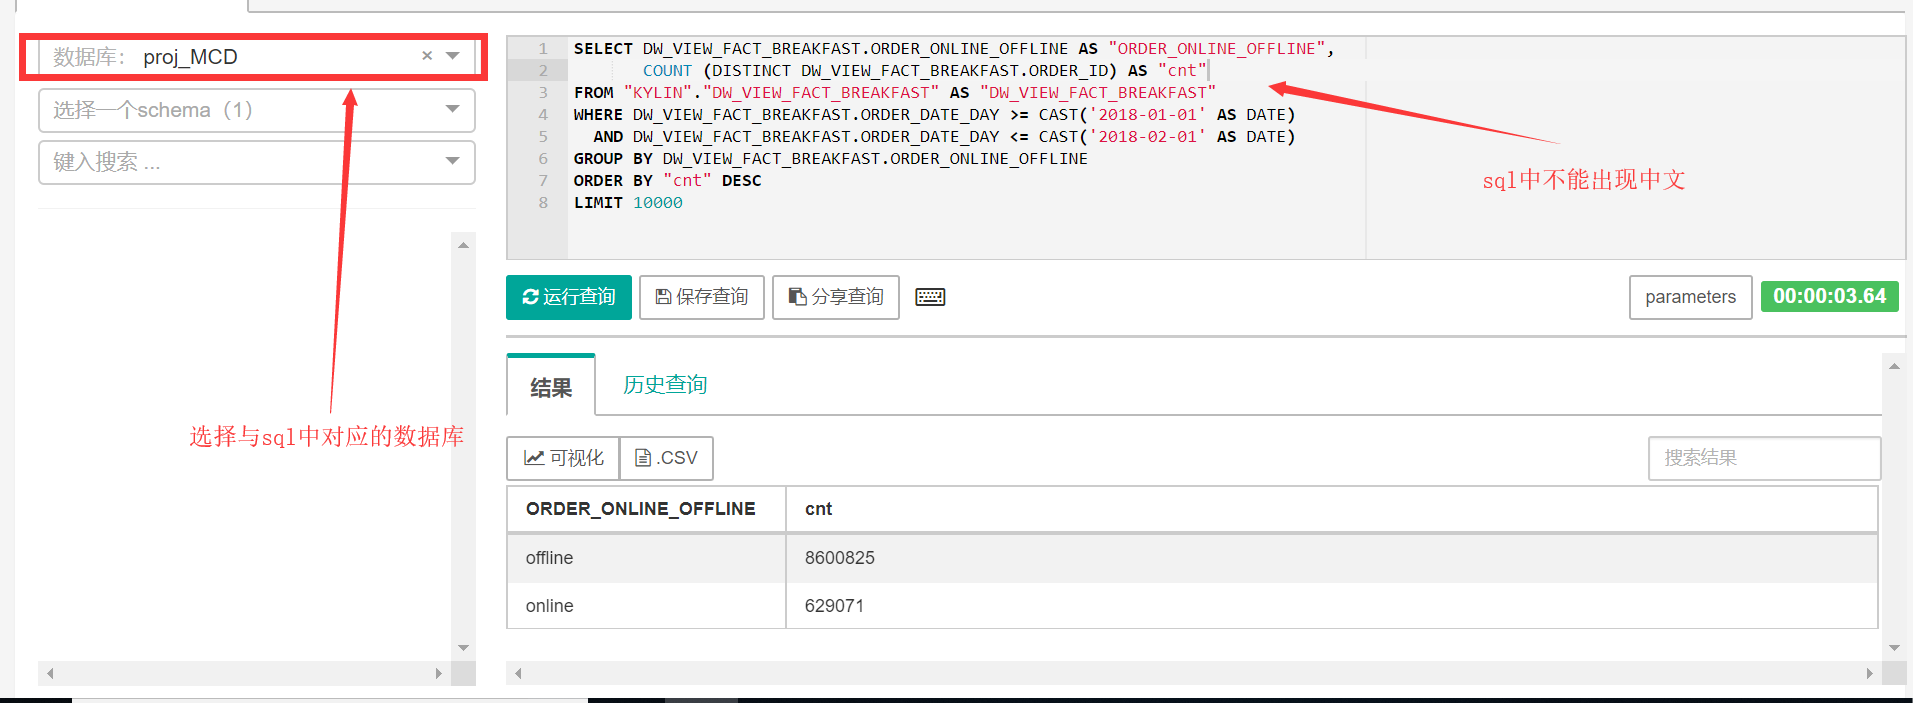 数据库： proj_MCD × 
选择一个schema（1）
键入搜索 ...
选择与sql中对应的数据库
1 SELECT DW_VIEW_FACT_BREAKFAST.ORDER_ONLINE_OFFLINE AS "ORDER_ONLINE_OFFLINE",
2 COUNT (DISTINCT DW_VIEW_FACT_BREAKFAST.ORDER_ID) AS "cnt"
3 FROM "KYLIN"."DW_VIEW_FACT_BREAKFAST" AS "DW_VIEW_FACT_BREAKFAST"
4 WHERE DW_VIEW_FACT_BREAKFAST.ORDER_DATE_DAY >= CAST('2018-01-01' AS DATE)
5 AND DW_VIEW_FACT_BREAKFAST.ORDER_DATE_DAY <= CAST('2018-02-01' AS DATE)
6 GROUP BY DW_VIEW_FACT_BREAKFAST.ORDER_ONLINE_OFFLINE
7 ORDER BY "cnt" DESC
8 LIMIT 10000
sql中不能出现中文
运行查询 保存查询 分享查询 parameters 00:00:03.64
结果 历史查询
可视化 .CSV 搜索结果
ORDER_ONLINE_OFFLINE cnt
offline 8600825
online 629071